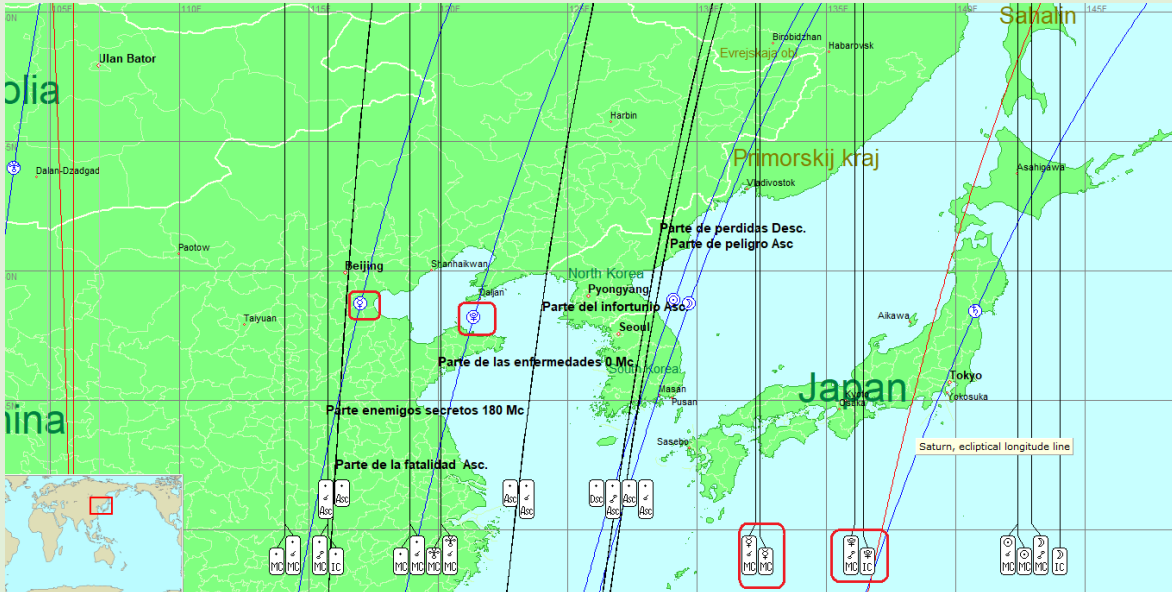 105E
110E
115E
120E
125E
135E
145E
Sahalin
Birobidzhan
Habarovsk
Evrejskaja obl
Ulan Bator
olia
Harbin
Primorskij kraj
Asahigawa
Dalan-Dzadgad
Vladivostok
Parte de perdidas Desc.
Parte de peligro Asc
Paotow
Beijing
Shanhaikwan
North Korea
Pyongyang
Parte del infortunio Asc.
Aikawa
Taiyuan
Seoul
Parte de las enfermedades 0 Mc
South Korea
Tokyo
Japan
Masan
Pusan
Osaka
Yokosuka
hina
Parte enemigos secretos 180 Mc
Sasebo
Saturn, ecliptical longitude line
Parte de la fatalidad Asc.
Asc
Asc
Asc
Dsc
Asc
Asc
Asc
Asc
Asc
MC
MC
MC
IC
MC
MC
MC
MC
MC
MC
MC
IC
MC
MC
MC
IC